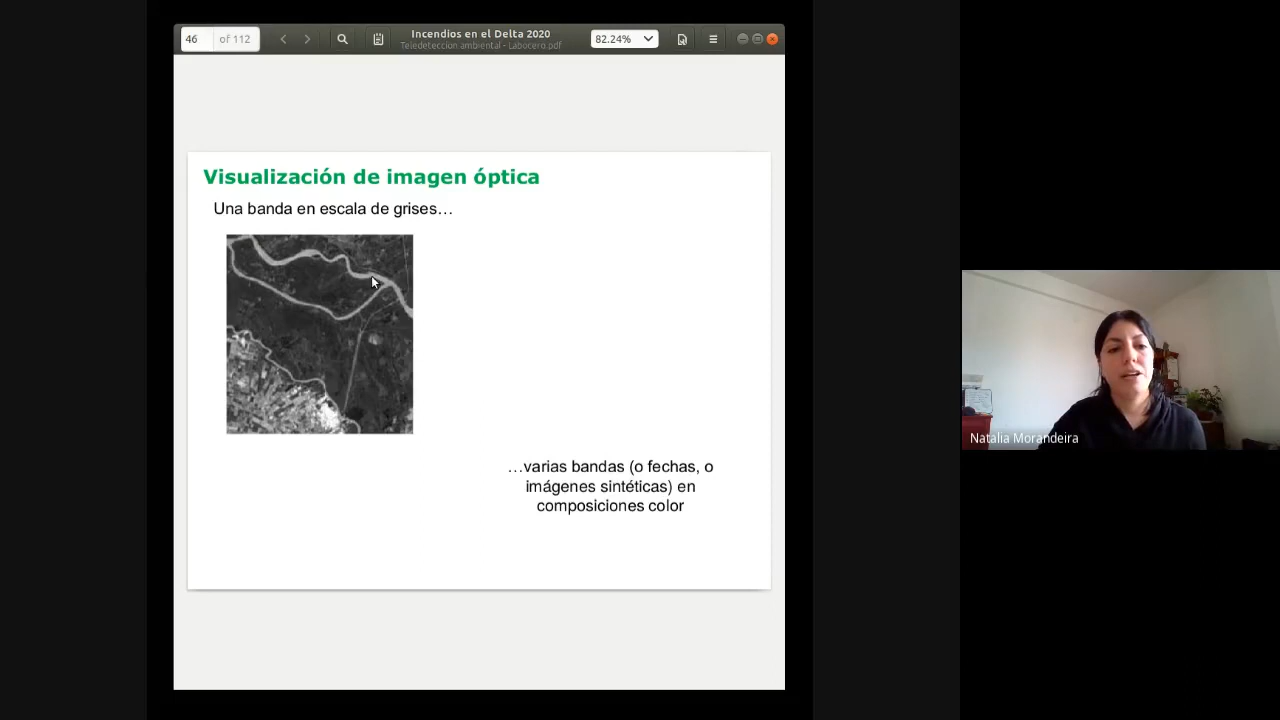 46
of 112
Incendios en el Delta 2020
Teledeteccion ambiental - Labocero.pdf
82.24%
Visualización de imagen óptica
Una banda en escala de grises…
…varias bandas (o fechas, o
imágenes sintéticas) en
composiciones color
Natalia Morandeira